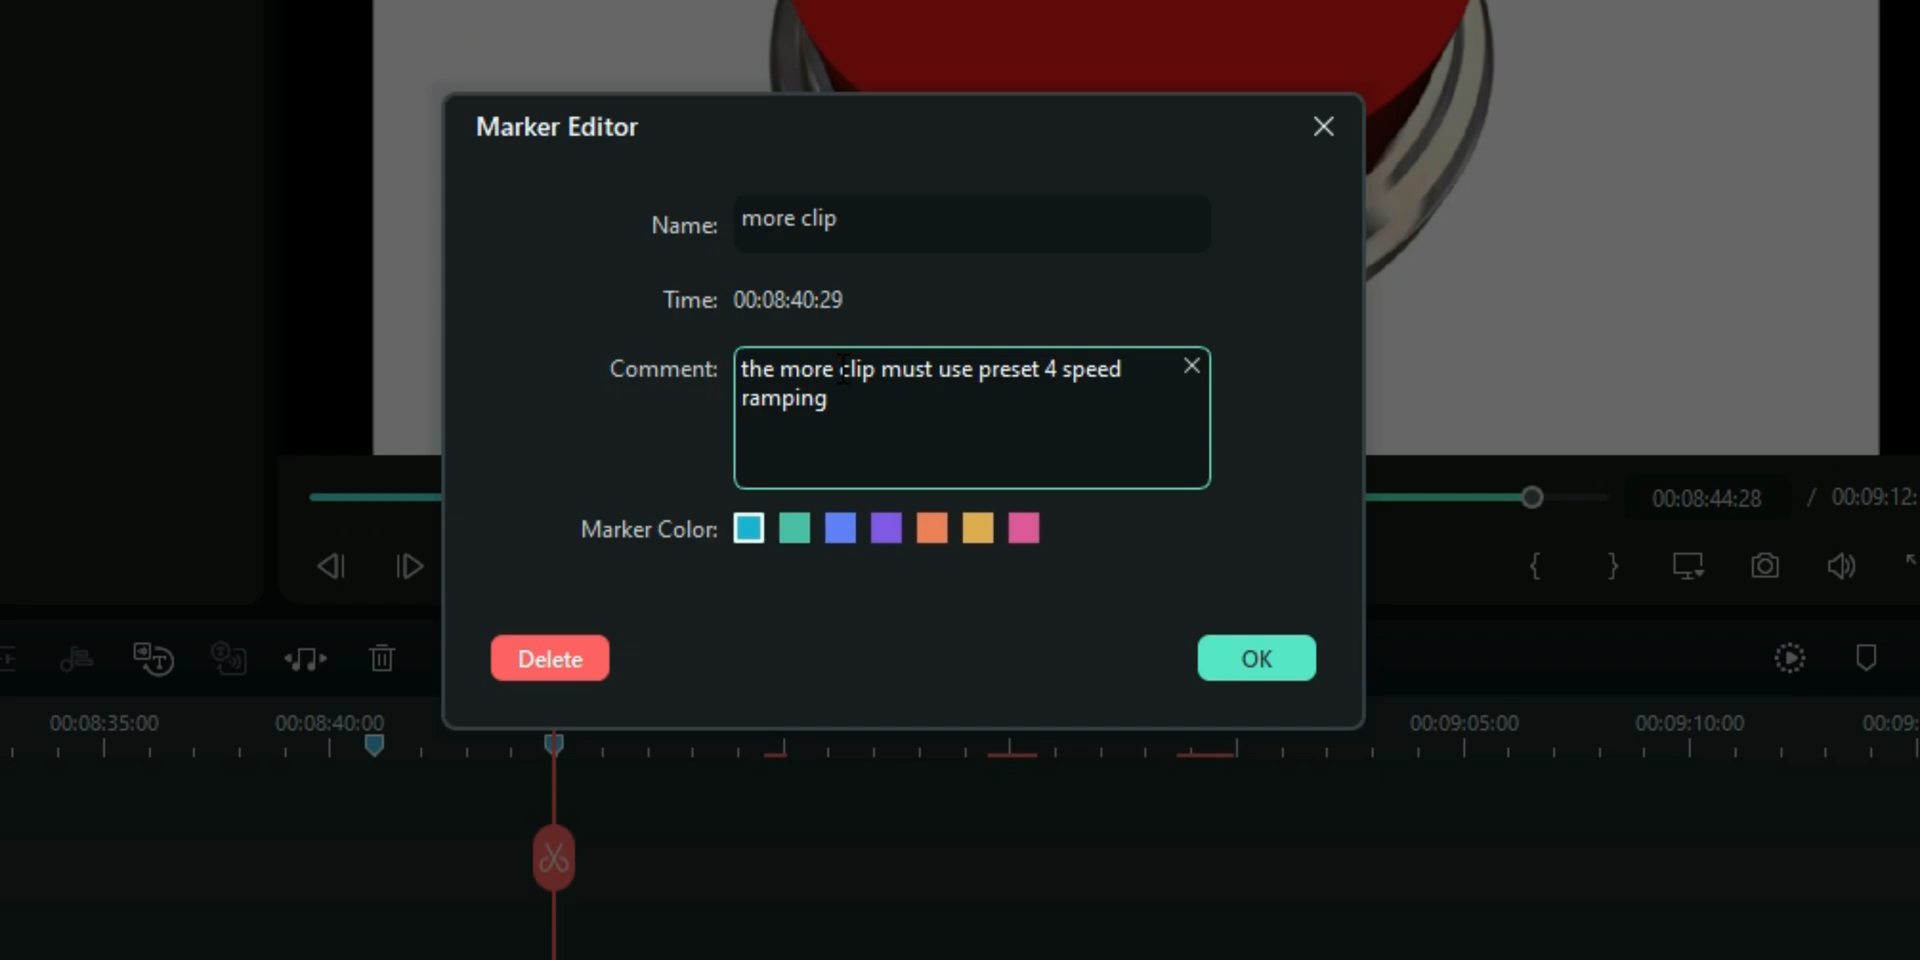 Marker Editor
Name: more clip
Time: 00:08:40:29
Comment: the more clip must use preset 4 speed
ramping
Marker Color:
00:08:44:28 / 00:09:12:
Delete
OK
00:08:35:00
00:08:40:00
00:09:05:00
00:09:10:00
00:09: